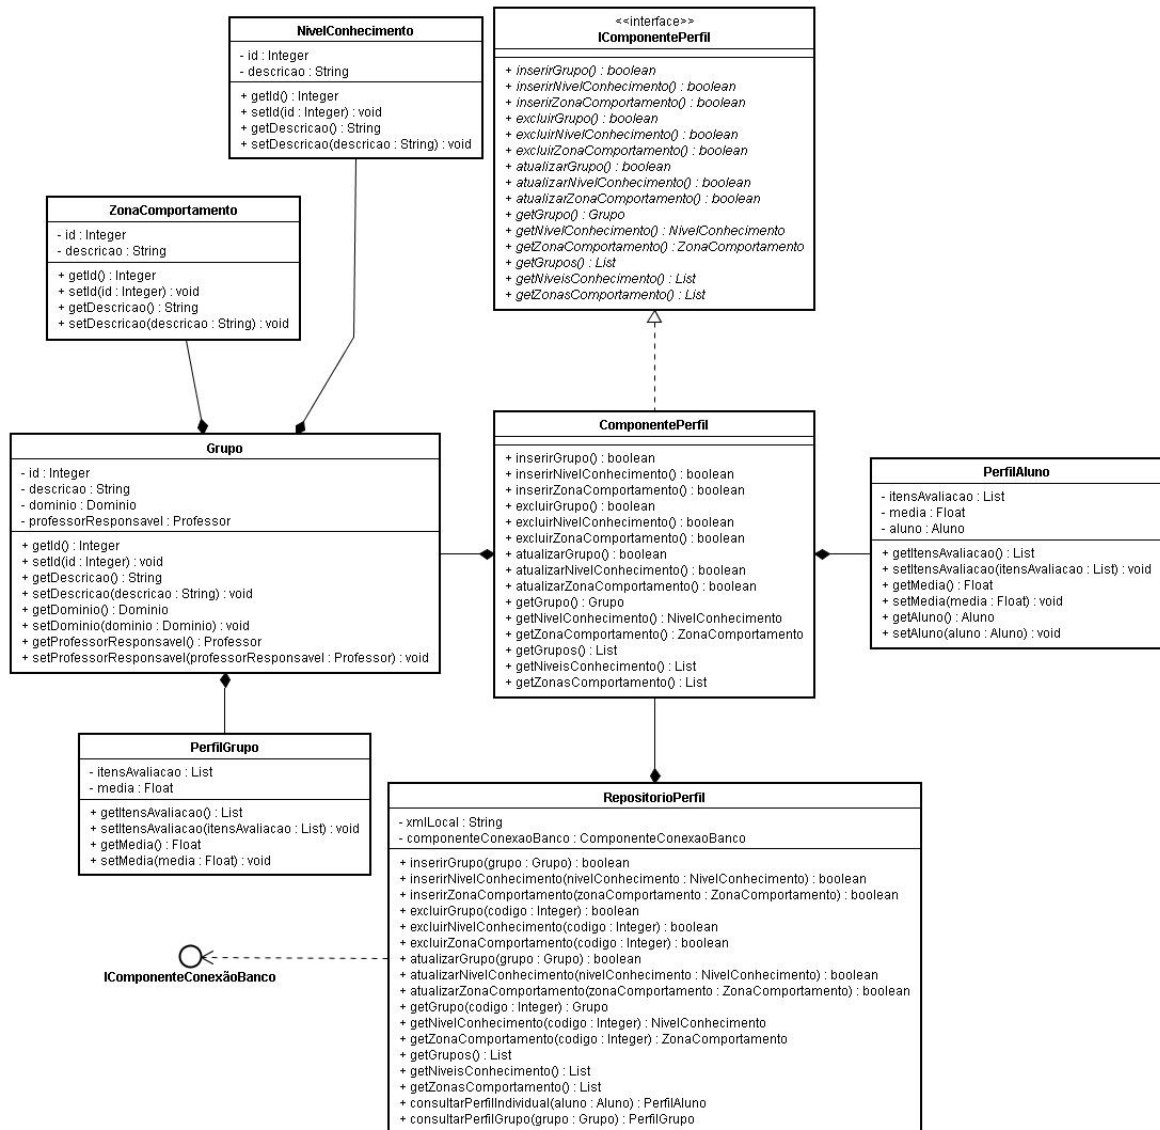 NivelConhecimento
- id : Integer
- descricao : String
+ getId() : Integer
+ setId(id : Integer) : void
+ getDescricao() : String
+ setDescricao(descricao : String) : void
<<interface>>
IComponentePerfil
+ inserirGrupo() : boolean
+ inserirNivelConhecimento() : boolean
+ inserirZonaComportamento() : boolean
+ excluirGrupo() : boolean
+ excluirNivelConhecimento() : boolean
+ excluirZonaComportamento() : boolean
+ atualizarGrupo() : boolean
+ atualizarNivelConhecimento() : boolean
+ atualizarZonaComportamento() : boolean
+ getGrupo() : Grupo
+ getNivelConhecimento() : NivelConhecimento
+ getZonaComportamento() : ZonaComportamento
+ getGrupos() : List
+ getNiveisConhecimento() : List
+ getZonasComportamento() : List
ZonaComportamento
- id : Integer
- descricao : String
+ getId() : Integer
+ setId(id : Integer) : void
+ getDescricao() : String
+ setDescricao(descricao : String) : void
Grupo
- id : Integer
- descricao : String
- dominio : Dominio
- professorResponsavel : Professor
+ getId() : Integer
+ setId(id : Integer) : void
+ getDescricao() : String
+ setDescricao(descricao : String) : void
+ getDominio() : Dominio
+ setDominio(dominio : Dominio) : void
+ getProfessorResponsavel() : Professor
+ setProfessorResponsavel(professorResponsavel : Professor) : void
ComponentePerfil
+ inserirGrupo() : boolean
+ inserirNivelConhecimento() : boolean
+ inserirZonaComportamento() : boolean
+ excluirGrupo() : boolean
+ excluirNivelConhecimento() : boolean
+ excluirZonaComportamento() : boolean
+ atualizarGrupo() : boolean
+ atualizarNivelConhecimento() : boolean
+ atualizarZonaComportamento() : boolean
+ getGrupo() : Grupo
+ getNivelConhecimento() : NivelConhecimento
+ getZonaComportamento() : ZonaComportamento
+ getGrupos() : List
+ getNiveisConhecimento() : List
+ getZonasComportamento() : List
PerfilAluno
- itensAvaliacao : List
- media : Float
- aluno : Aluno
+ getItensAvaliacao() : List
+ setItensAvaliacao(itensAvaliacao : List) : void
+ getMedia() : Float
+ setMedia(media : Float) : void
+ getAluno() : Aluno
+ setAluno(aluno : Aluno) : void
PerfilGrupo
- itensAvaliacao : List
- media : Float
+ getItensAvaliacao() : List
+ setItensAvaliacao(itensAvaliacao : List) : void
+ getMedia() : Float
+ setMedia(media : Float) : void
RepositorioPerfil
- xmlLocal : String
- componenteConexaoBanco : ComponenteConexaoBanco
+ inserirGrupo(grupo : Grupo) : boolean
+ inserirNivelConhecimento(nivelConhecimento : NivelConhecimento) : boolean
+ inserirZonaComportamento(zonaComportamento : ZonaComportamento) : boolean
+ excluirGrupo(codigo : Integer) : boolean
+ excluirNivelConhecimento(codigo : Integer) : boolean
+ excluirZonaComportamento(codigo : Integer) : boolean
+ atualizarGrupo(grupo : Grupo) : boolean
+ atualizarNivelConhecimento(nivelConhecimento : NivelConhecimento) : boolean
+ atualizarZonaComportamento(zonaComportamento : ZonaComportamento) : boolean
+ getGrupo(codigo : Integer) : Grupo
+ getNivelConhecimento(codigo : Integer) : NivelConhecimento
+ getZonaComportamento(codigo : Integer) : ZonaComportamento
+ getGrupos() : List
+ getNiveisConhecimento() : List
+ getZonasComportamento() : List
+ consultarPerfilIndividual(aluno : Aluno) : PerfilAluno
+ consultarPerfilGrupo(grupo : Grupo) : PerfilGrupo
IComponenteConexãoBanco